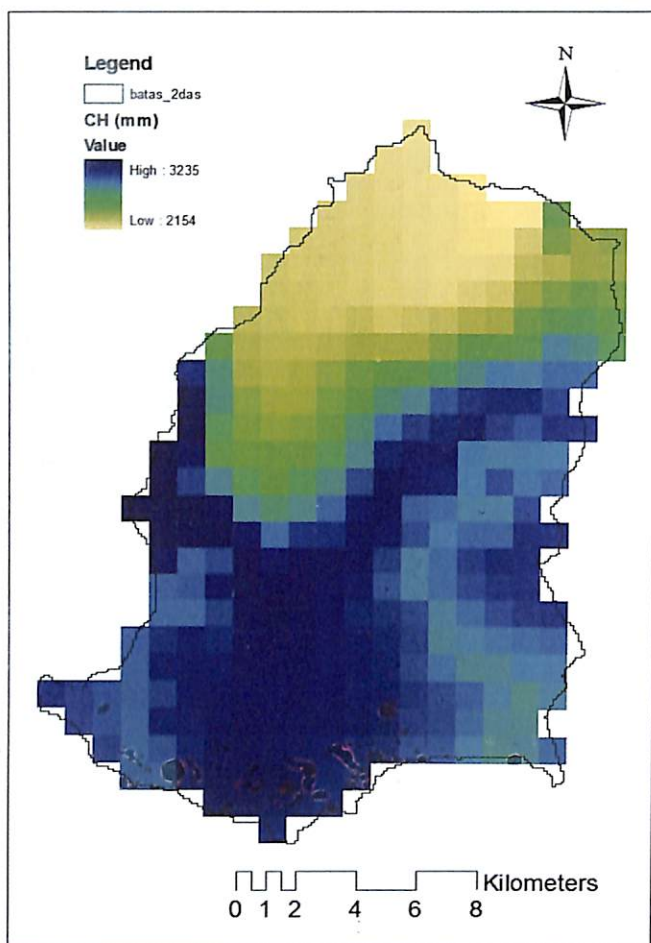 Legend
N
batas_2das
CH (mm)
Value
High : 3235
Low : 2154
Kilometers
0 1 2 4 6 8